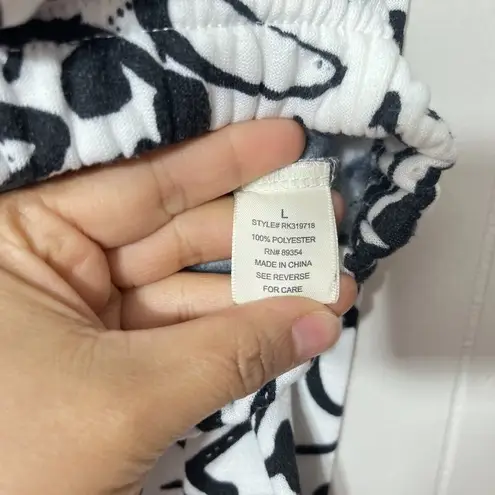 L
STYLE# RK319718
100% POLYESTER
RN# 89354
MADE IN CHINA
SEE REVERSE
FOR CARE